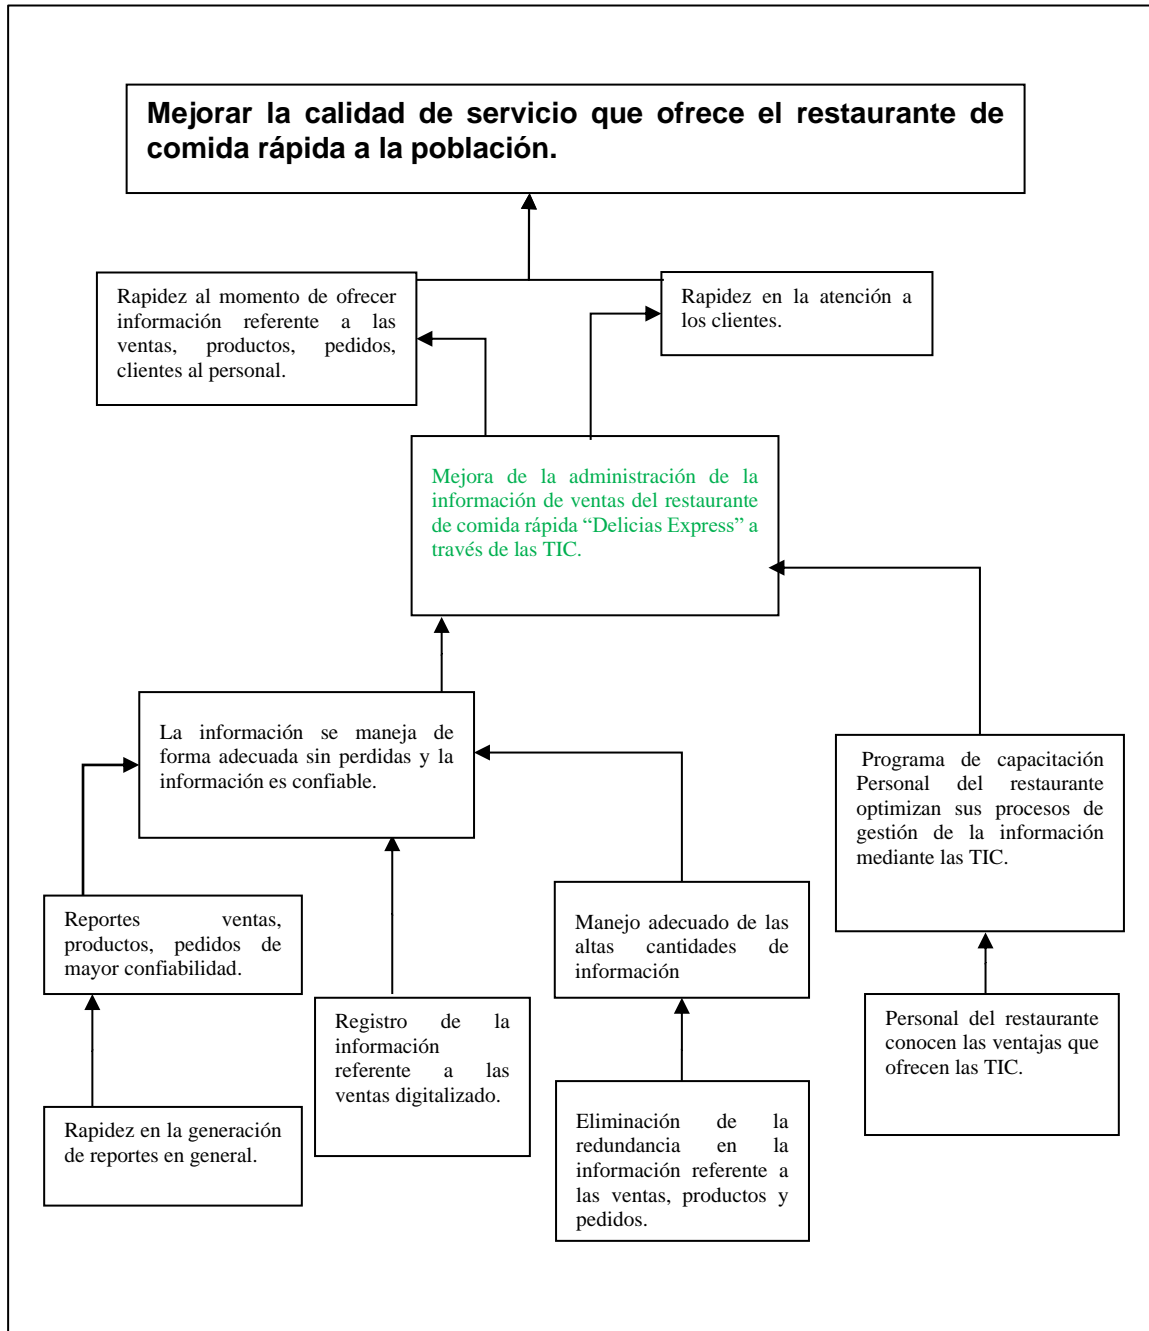 Mejorar la calidad de servicio que ofrece el restaurante de
comida rápida a la población.
Rapidez al momento de ofrecer
información referente a las
ventas, productos, pedidos,
clientes al personal.
Rapidez en la atención a
los clientes.
Mejora de la administración de la
información de ventas del restaurante
de comida rápida “Delicias Express” a
través de las TIC.
La información se maneja de
forma adecuada sin perdidas y la
información es confiable.
Programa de capacitación
Personal del restaurante
optimizan sus procesos de
gestión de la información
mediante las TIC.
Reportes ventas,
productos, pedidos de
mayor confiabilidad.
Manejo adecuado de las
altas cantidades de
información
Registro de la
información
referente a las
ventas digitalizado.
Personal del restaurante
conocen las ventajas que
ofrecen las TIC.
Rapidez en la generación
de reportes en general.
Eliminación de la
redundancia en la
información referente a
las ventas, productos y
pedidos.